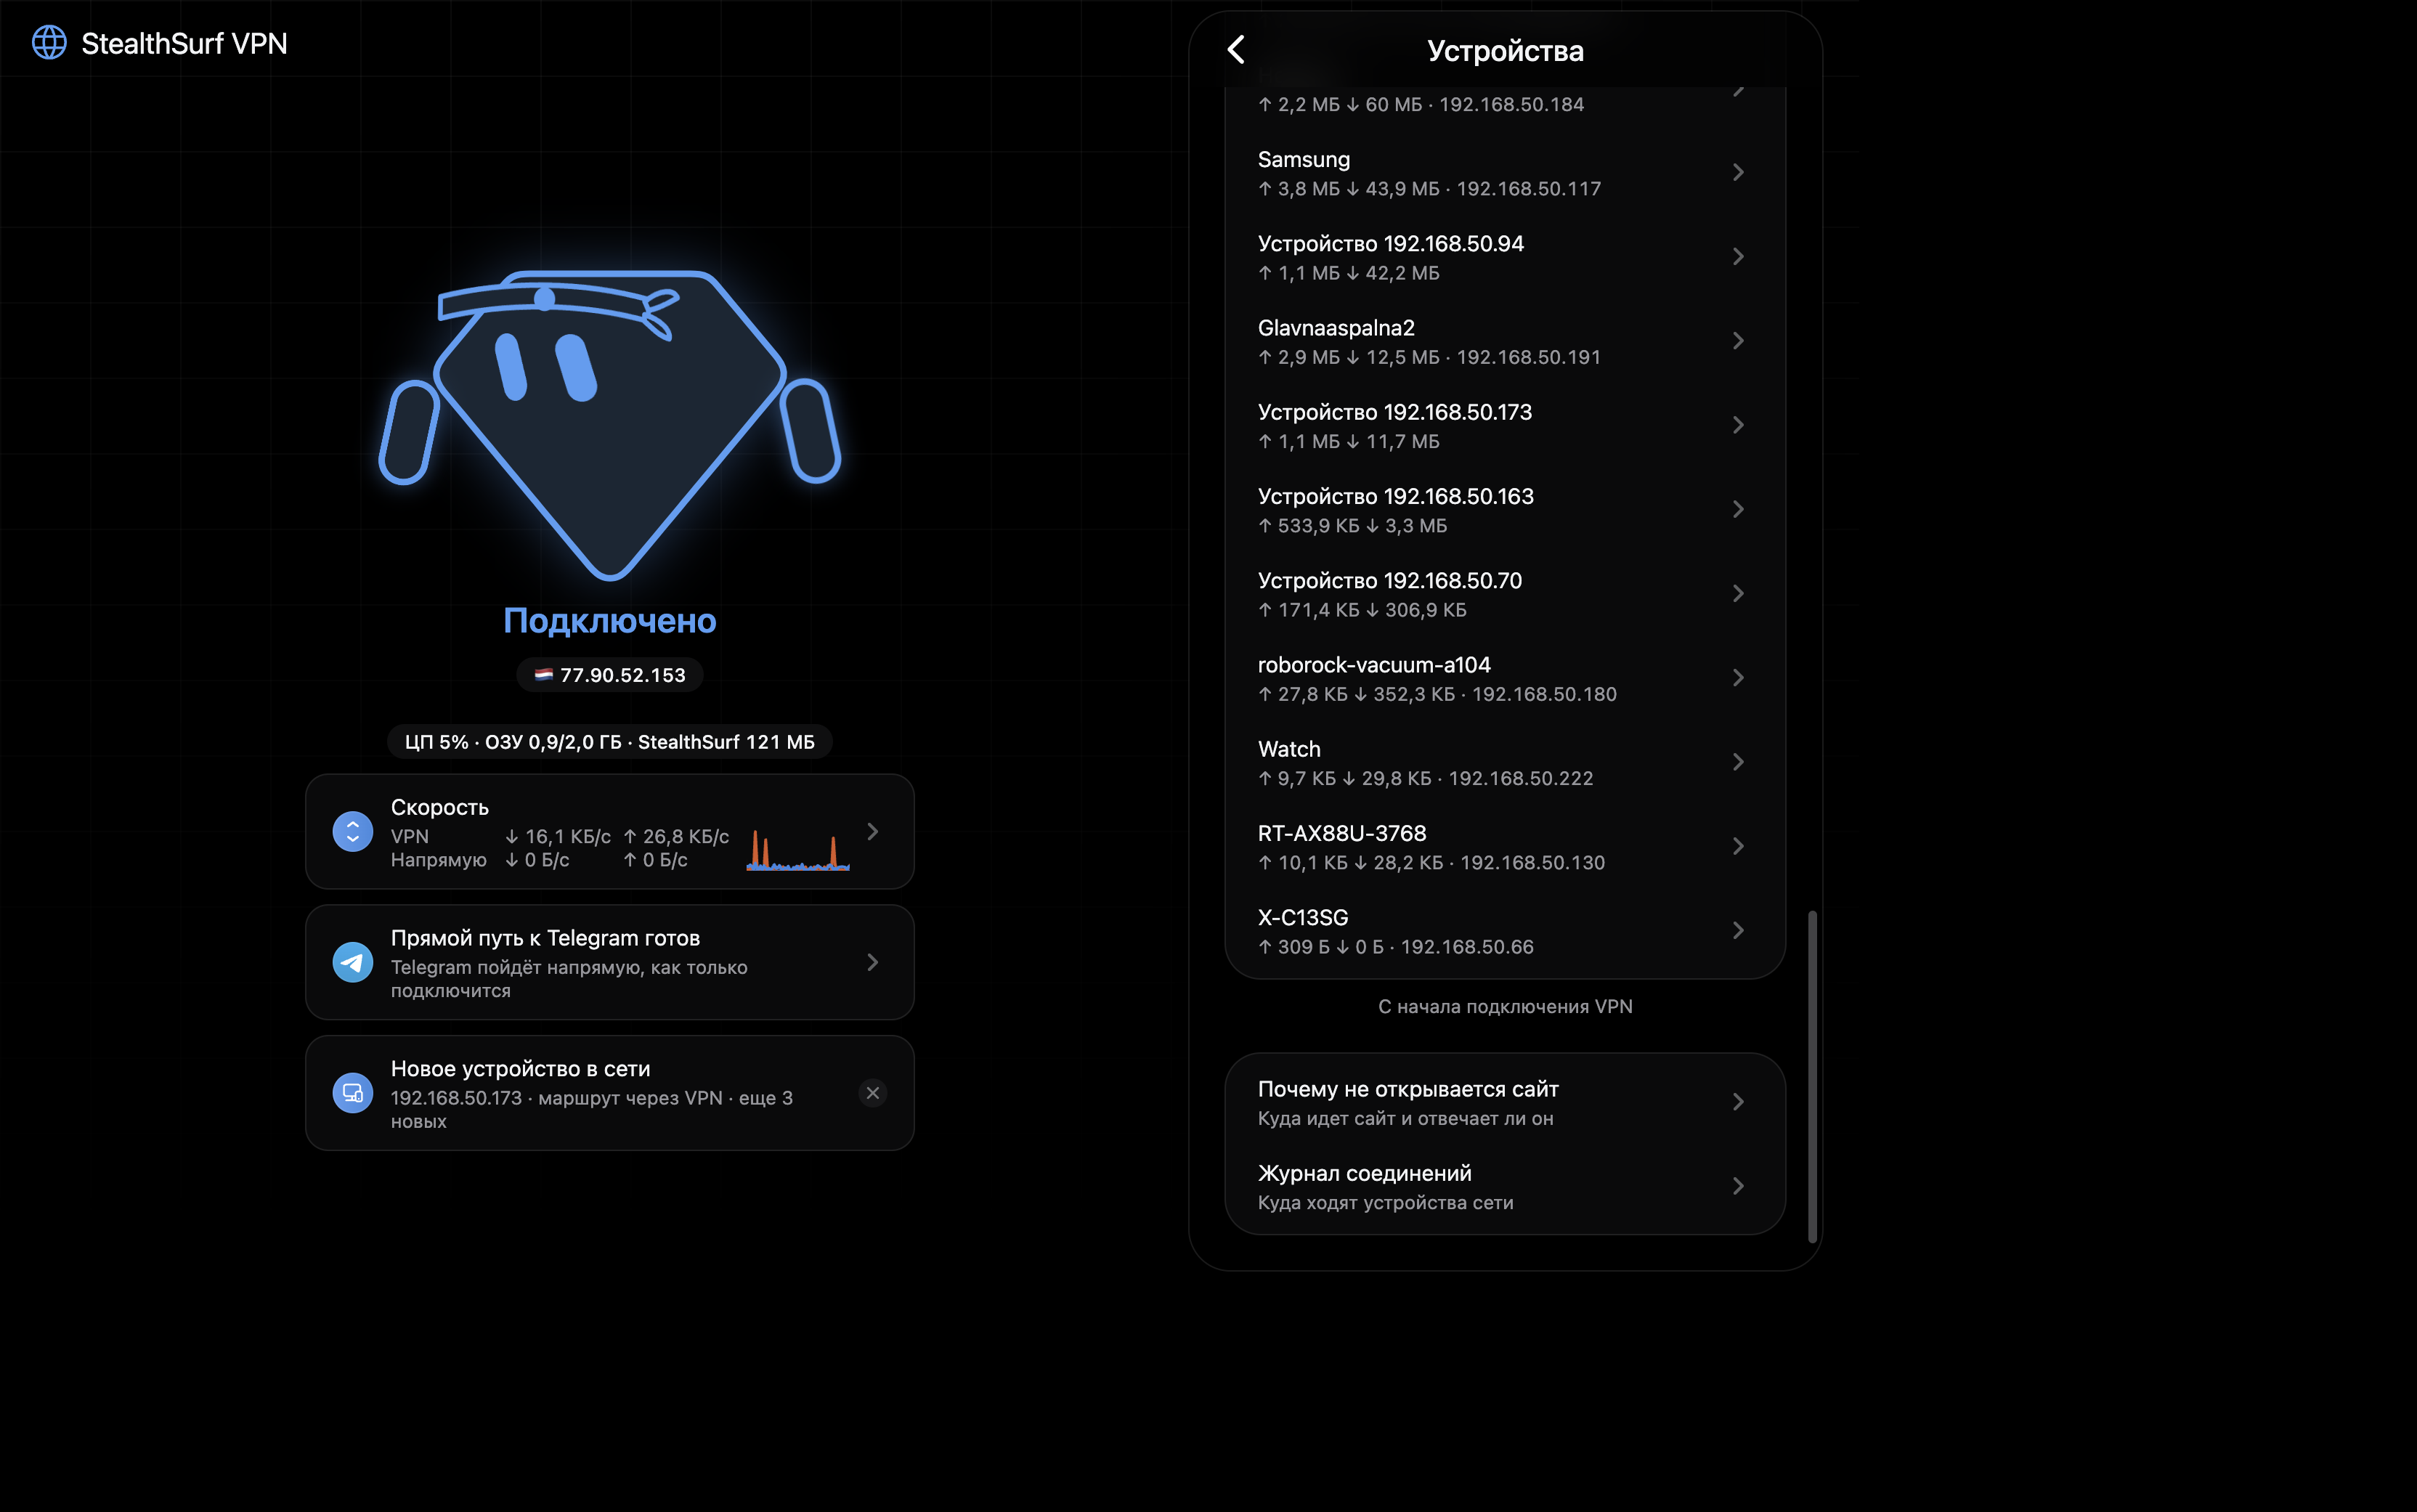 StealthSurf VPN
Подключено
77.90.52.153
ЦП 5% · ОЗУ 0,9/2,0 ГБ · StealthSurf 121 МБ
Скорость
VPN ↓ 16,1 КБ/с ↑ 26,8 КБ/с
Напрямую ↓ 0 Б/с ↑ 0 Б/с
Прямой путь к Telegram готов
Telegram пойдёт напрямую, как только
подключится
Новое устройство в сети
192.168.50.173 · маршрут через VPN · еще 3
новых
Устройства
↑ 2,2 МБ ↓ 60 МБ · 192.168.50.184
Samsung
↑ 3,8 МБ ↓ 43,9 МБ · 192.168.50.117
Устройство 192.168.50.94
↑ 1,1 МБ ↓ 42,2 МБ
Glavnaaspalna2
↑ 2,9 МБ ↓ 12,5 МБ · 192.168.50.191
Устройство 192.168.50.173
↑ 1,1 МБ ↓ 11,7 МБ
Устройство 192.168.50.163
↑ 533,9 КБ ↓ 3,3 МБ
Устройство 192.168.50.70
↑ 171,4 КБ ↓ 306,9 КБ
roborock-vacuum-a104
↑ 27,8 КБ ↓ 352,3 КБ · 192.168.50.180
Watch
↑ 9,7 КБ ↓ 29,8 КБ · 192.168.50.222
RT-AX88U-3768
↑ 10,1 КБ ↓ 28,2 КБ · 192.168.50.130
X-C13SG
↑ 309 Б ↓ 0 Б · 192.168.50.66
С начала подключения VPN
Почему не открывается сайт
Куда идет сайт и отвечает ли он
Журнал соединений
Куда ходят устройства сети